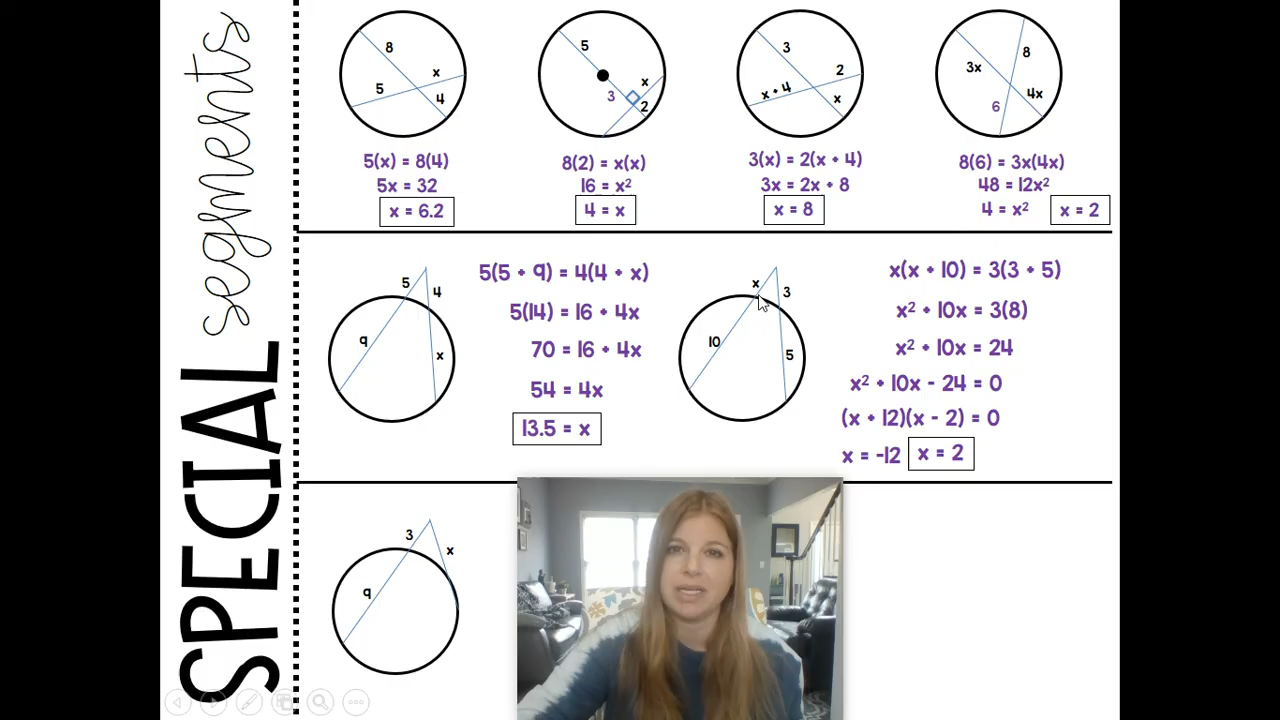 SPECIAL segments
8
x
5
4
5(x) = 8(4)
5x = 32
x = 6.2
5
x
3
2
8(2) = x(x)
16 = x²
4 = x
3
2
x + 4
x
3(x) = 2(x + 4)
3x = 2x + 8
x = 8
8
3x
4x
6
8(6) = 3x(4x)
48 = 12x²
4 = x²
x = 2
5
4
9
x
5(5 + 9) = 4(4 + x)
5(14) = 16 + 4x
70 = 16 + 4x
54 = 4x
13.5 = x
x
3
10
5
x(x + 10) = 3(3 + 5)
x² + 10x = 3(8)
x² + 10x = 24
x² + 10x - 24 = 0
(x + 12)(x - 2) = 0
x = -12
x = 2
3
x
9